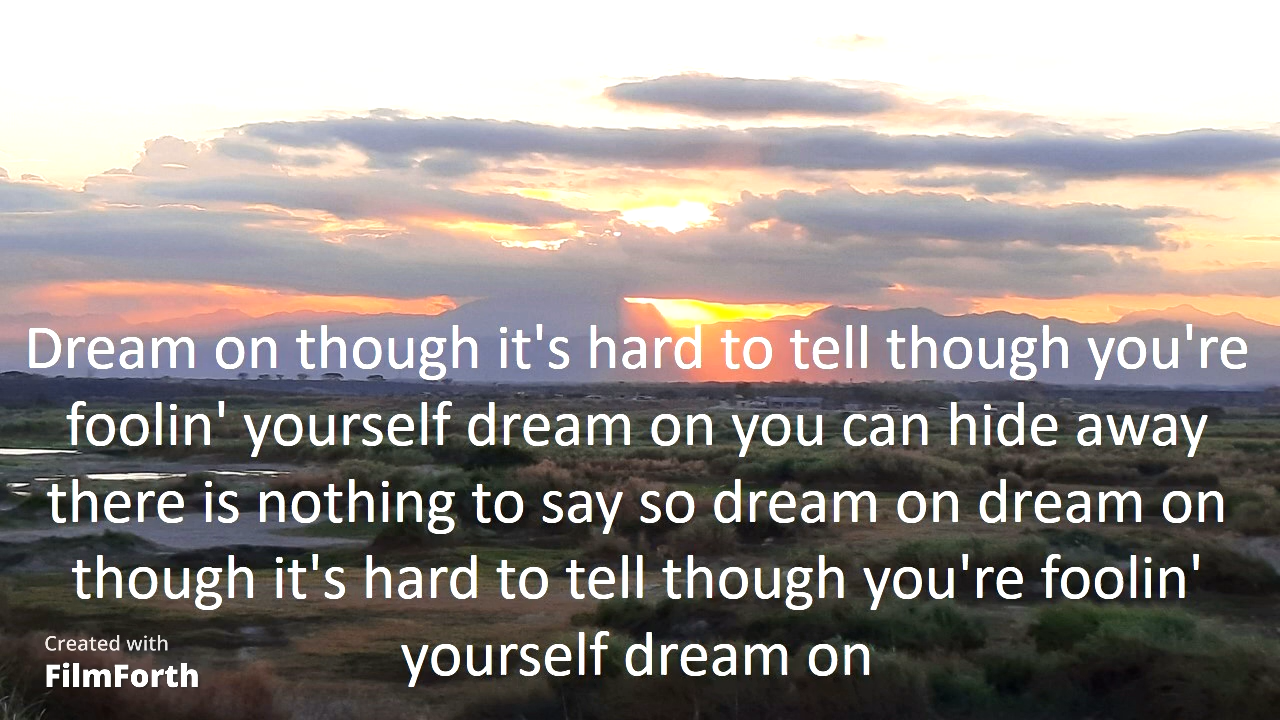 Dream on though it's hard to tell though you're
foolin' yourself dream on you can hide away
there is nothing to say so dream on dream on
though it's hard to tell though you're foolin'
yourself dream on
Created with
FilmForth